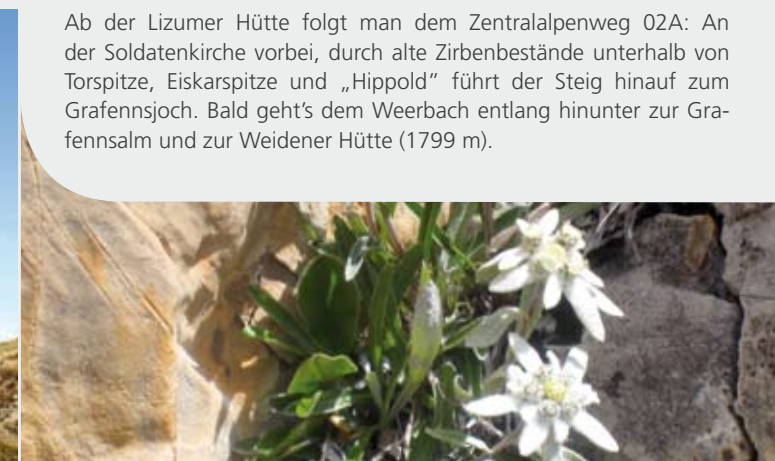 Ab der Lizumer Hütte folgt man dem Zentralalpenweg 02A: An
der Soldatenkirche vorbei, durch alte Zirbenbestände unterhalb von
Torspitze, Eiskarspitze und „Hippold” führt der Steig hinauf zum
Grafennsjoch. Bald geht’s dem Weerbach entlang hinunter zur Gra-
fennsalm und zur Weidener Hütte (1799 m).